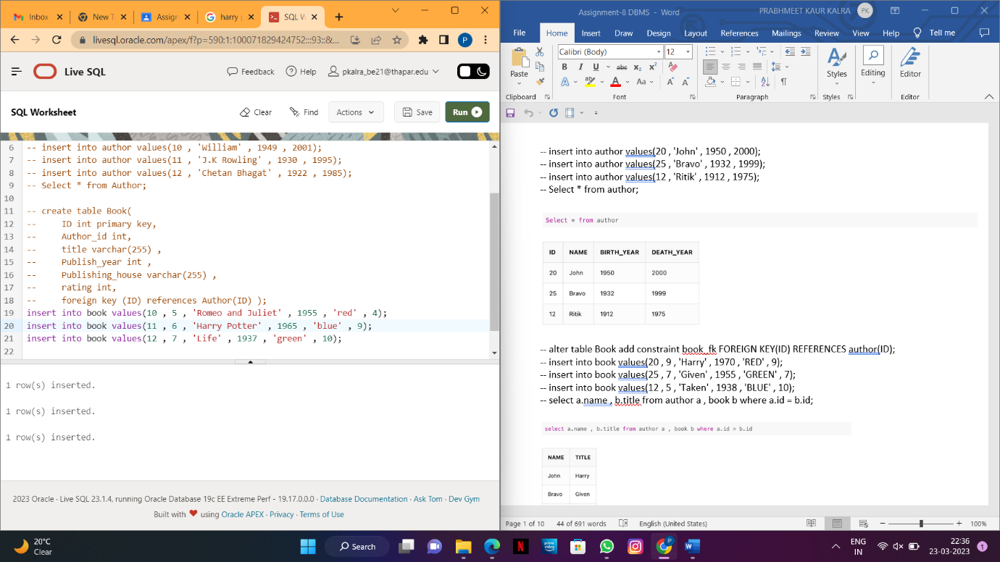 Inbox
New T
Assign
harry p
SQL W
livesql.oracle.com/apex/f?p=590:1:100071829424752:::93::&...
P
Live SQL
Feedback
Help
pkalra_be21@thapar.edu
SQL Worksheet
Clear
Find
Actions
Save
Run
6 -- insert into author values(10 , 'William' , 1949 , 2001);
7 -- insert into author values(11 , 'J.K Rowling' , 1930 , 1995);
8 -- insert into author values(12 , 'Chetan Bhagat' , 1922 , 1985);
9 -- Select * from Author;
10
11 -- create table Book(
12 -- ID int primary key,
13 -- Author_id int,
14 -- title varchar(255) ,
15 -- Publish_year int ,
16 -- Publishing_house varchar(255) ,
17 -- rating int,
18 -- foreign key (ID) references Author(ID) );
19 insert into book values(10 , 5 , 'Romeo and Juliet' , 1955 , 'red' , 4);
20 insert into book values(11 , 6 , 'Harry Potter' , 1965 , 'blue' , 9);
21 insert into book values(12 , 7 , 'Life' , 1937 , 'green' , 10);
22
1 row(s) inserted.
1 row(s) inserted.
1 row(s) inserted.
2023 Oracle · Live SQL 23.1.4, running Oracle Database 19c EE Extreme Perf - 19.17.0.0.0 · Database Documentation · Ask Tom · Dev Gym
Built with ❤ using Oracle APEX · Privacy · Terms of Use
Assignment-8 DBMS - Word
PRABHMEET KAUR KALRA
PK
File Home Insert Draw Design Layout References Mailings Review View Help Tell me
Paste
Calibri (Body) 12
B I U abc x₂ x²
A Aa A A
Styles
Editing
Editor
Clipboard Font Paragraph Styles Editor
-- insert into author values(20 , 'John' , 1950 , 2000);
-- insert into author values(25 , 'Bravo' , 1932 , 1999);
-- insert into author values(12 , 'Ritik' , 1912 , 1975);
-- Select * from author;
Select * from author
ID NAME BIRTH_YEAR DEATH_YEAR
20 John 1950 2000
25 Bravo 1932 1999
12 Ritik 1912 1975
-- alter table Book add constraint book_fk FOREIGN KEY(ID) REFERENCES author(ID);
-- insert into book values(20 , 9 , 'Harry' , 1970 , 'RED' , 9);
-- insert into book values(25 , 7 , 'Given' , 1955 , 'GREEN' , 7);
-- insert into book values(12 , 5 , 'Taken' , 1938 , 'BLUE' , 10);
-- select a.name , b.title from author a , book b where a.id = b.id;
select a.name , b.title from author a , book b where a.id = b.id
NAME TITLE
John Harry
Bravo Given
Page 1 of 10 44 of 691 words English (United States) 100%
20°C
Clear
Search
ENG
IN
22:36
23-03-2023
1